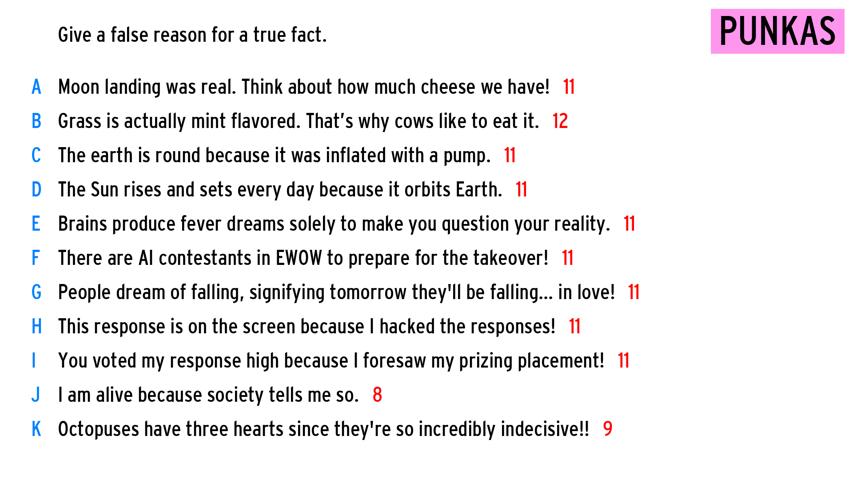 Give a false reason for a true fact.
PUNKAS
A Moon landing was real. Think about how much cheese we have! 11
B Grass is actually mint flavored. That's why cows like to eat it. 12
C The earth is round because it was inflated with a pump. 11
D The Sun rises and sets every day because it orbits Earth. 11
E Brains produce fever dreams solely to make you question your reality. 11
F There are AI contestants in EWOW to prepare for the takeover! 11
G People dream of falling, signifying tomorrow they'll be falling... in love! 11
H This response is on the screen because I hacked the responses! 11
I You voted my response high because I foresaw my prizing placement! 11
J I am alive because society tells me so. 8
K Octopuses have three hearts since they're so incredibly indecisive!! 9